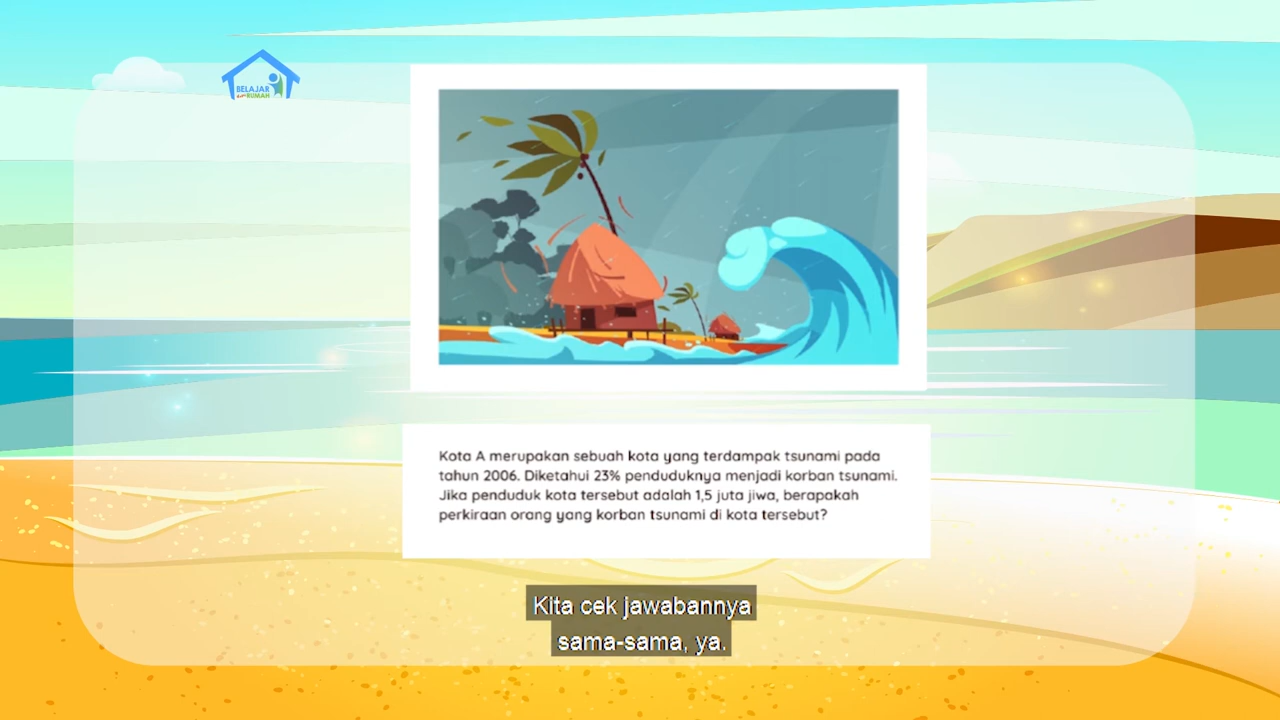 BELAJAR
dari RUMAH
Kota A merupakan sebuah kota yang terdampak tsunami pada
tahun 2006. Diketahui 23% penduduknya menjadi korban tsunami.
Jika penduduk kota tersebut adalah 1,5 juta jiwa, berapakah
perkiraan orang yang korban tsunami di kota tersebut?
Kita cek jawabannya
sama-sama, ya.